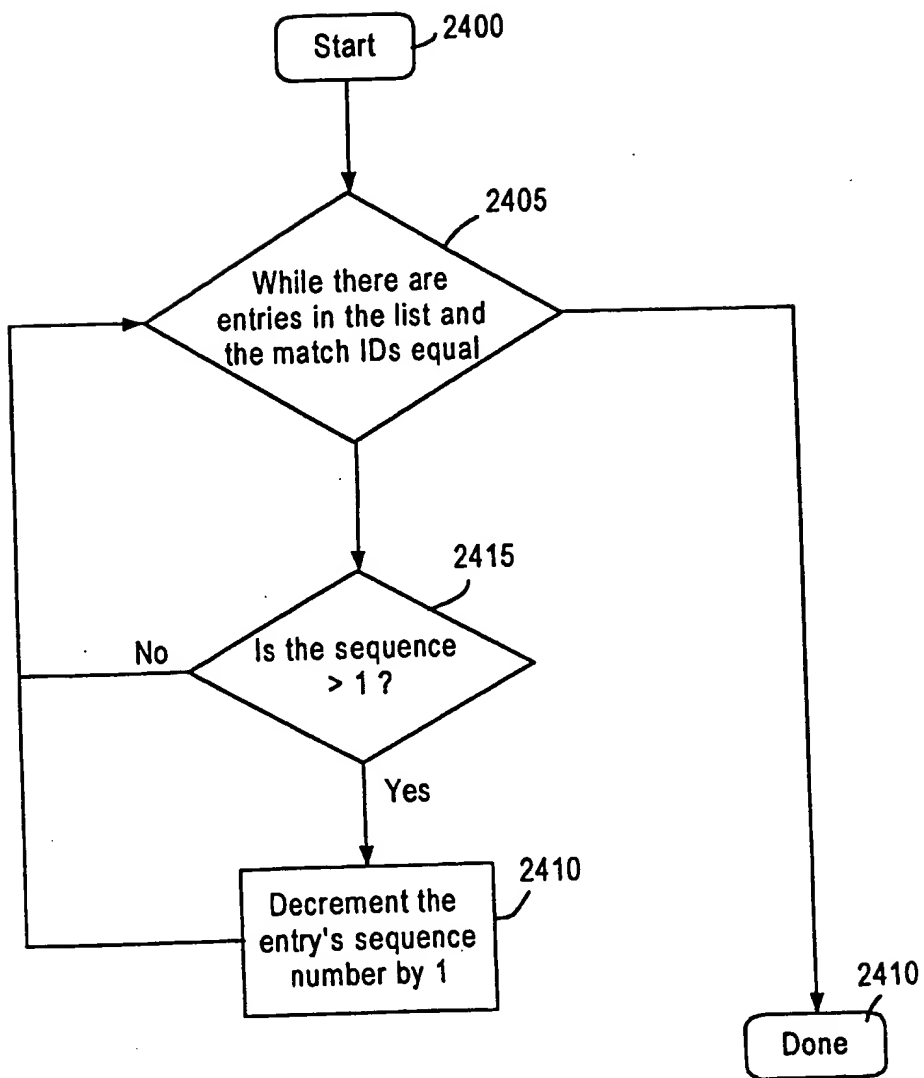 Start
2400
2405
While there are
entries in the list and
the match IDs equal
2415
Is the sequence
> 1 ?
No
Yes
2410
Decrement the
entry's sequence
number by 1
2410
Done